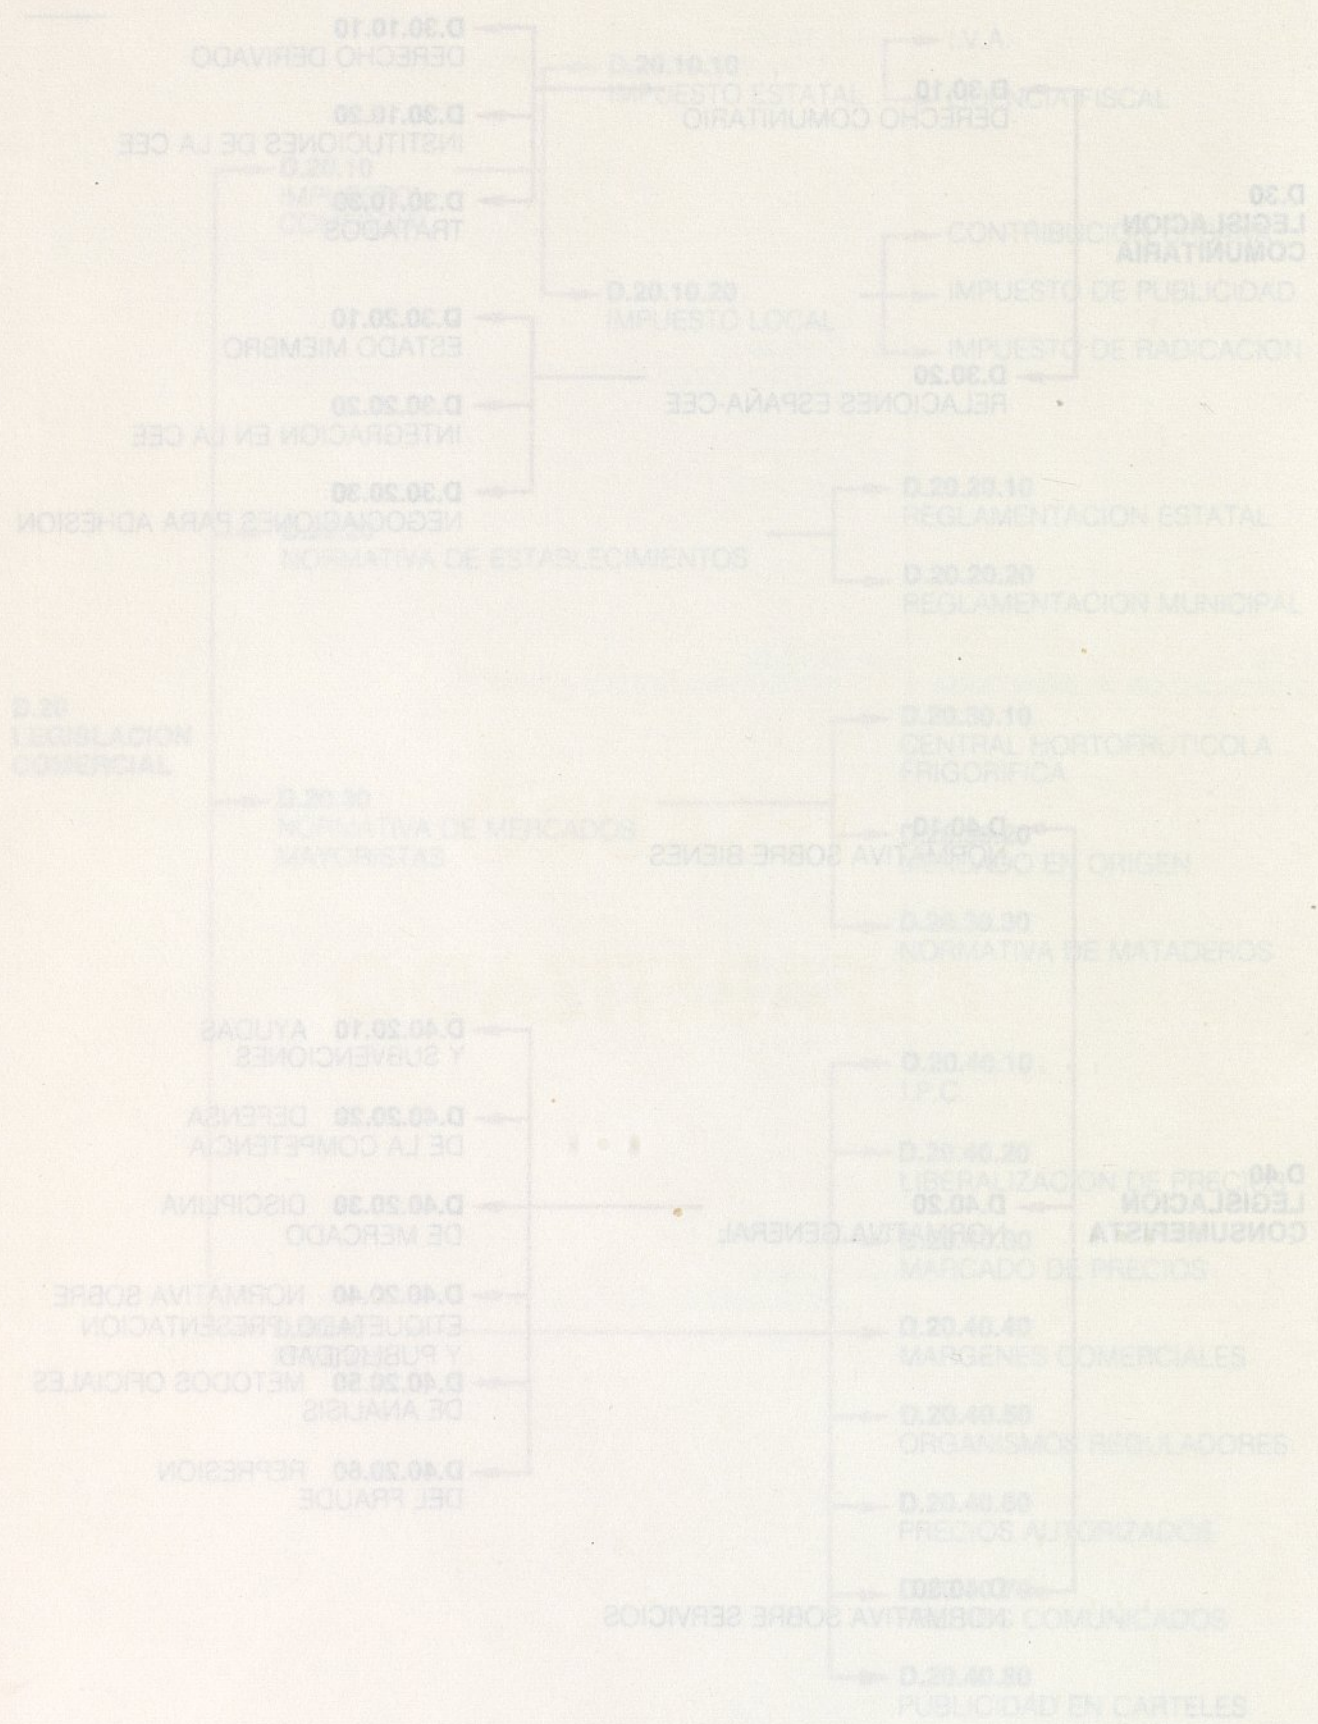 D.20.10.10
IMPUESTO ESTATAL
I.V.A.
FISCAL
D.20.10
D.20.10.20
IMPUESTO LOCAL
IMPUESTO DE PUBLICIDAD
IMPUESTO DE RADICACION
NORMATIVA DE ESTABLECIMIENTOS
D.20.20.10
REGLAMENTACION ESTATAL
D.20.20.20
REGLAMENTACION MUNICIPAL
D.20
LEGISLACION
COMERCIAL
D.20.30
NORMATIVA DE MERCADOS
MAYORISTAS
D.20.30.10
CENTRAL HORTOFRUTICOLA
FRIGORIFICA
EN ORIGEN
D.20.30.30
NORMATIVA DE MATADEROS
D.20.40.10
I.P.C.
D.20.40.20
LIBERALIZACION DE PRECIOS
MARCADO DE PRECIOS
D.20.40.40
MARGENES COMERCIALES
D.20.40.50
ORGANISMOS REGULADORES
D.20.40.60
PRECIOS AUTORIZADOS
COMUNICADOS
D.20.40.80
PUBLICIDAD EN CARTELES
D.30
LEGISLACION
COMUNITARIA
D.30.10
DERECHO COMUNITARIO
D.30.10.10
DERECHO DERIVADO
D.30.10.20
INSTITUCIONES DE LA CEE
D.30.10.30
TRATADOS
D.30.20
RELACIONES ESPAÑA-CEE
D.30.20.10
ESTADO MIEMBRO
D.30.20.20
INTEGRACION EN LA CEE
D.30.20.30
NEGOCIACIONES PARA ADHESION
D.40
LEGISLACION
CONSUMERISTA
D.40.10
NORMATIVA SOBRE BIENES
D.40.20
NORMATIVA GENERAL
D.40.20.10 AYUDAS
Y SUBVENCIONES
D.40.20.20 DEFENSA
DE LA COMPETENCIA
D.40.20.30 DISCIPLINA
DE MERCADO
D.40.20.40 NORMATIVA SOBRE
ETIQUETADO, PRESENTACION
Y PUBLICIDAD
D.40.20.50 METODOS OFICIALES
DE ANALISIS
D.40.20.60 REPRESION
DEL FRAUDE
D.40.30
NORMATIVA SOBRE SERVICIOS